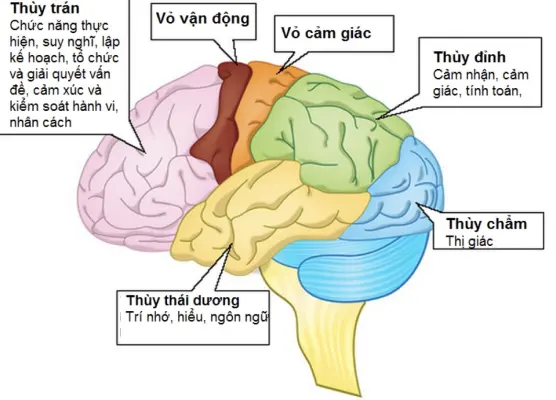 Thùy trán
Chức năng thực
hiện, suy nghĩ, lập
kế hoạch, tổ chức
và giải quyết vấn
đề, cảm xúc và
kiểm soát hành vi,
nhân cách
Vỏ vận động
Vỏ cảm giác
Thùy đỉnh
Cảm nhận, cảm
giác, tính toán,
Thùy chẩm
Thị giác
Thùy thái dương
Trí nhớ, hiểu, ngôn ngữ